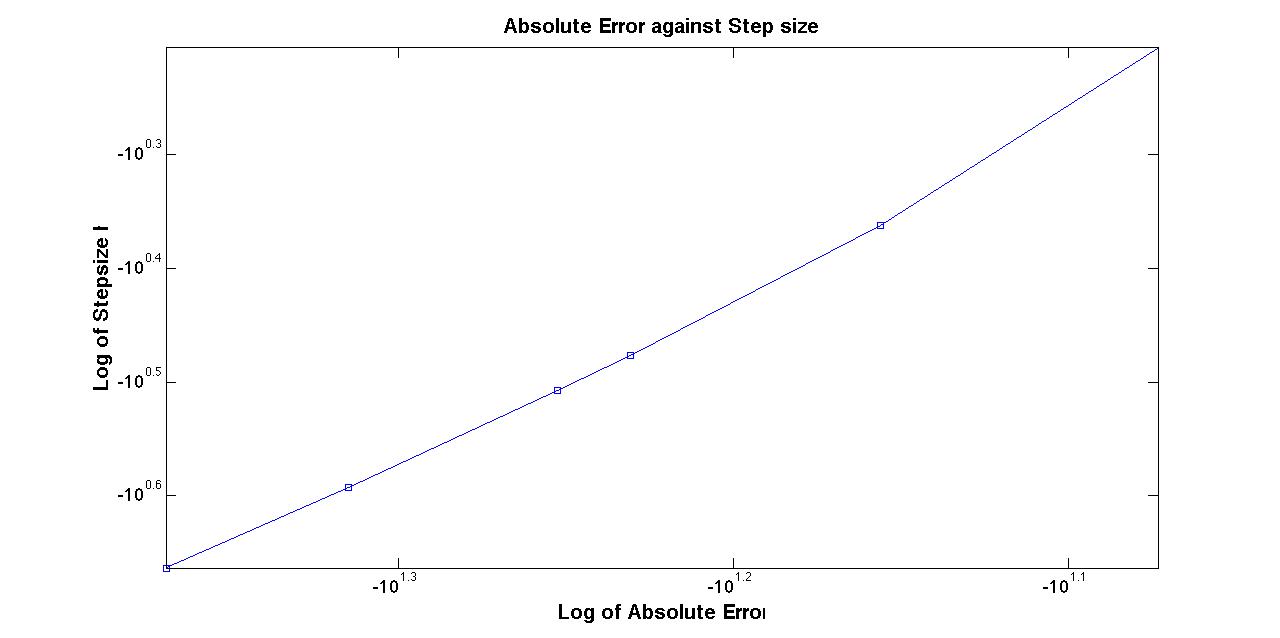 Absolute Error against Step size
-10^0.3
-10^0.4
-10^0.5
-10^0.6
Log of Stepsize
-10^1.3
-10^1.2
-10^1.1
Log of Absolute Error